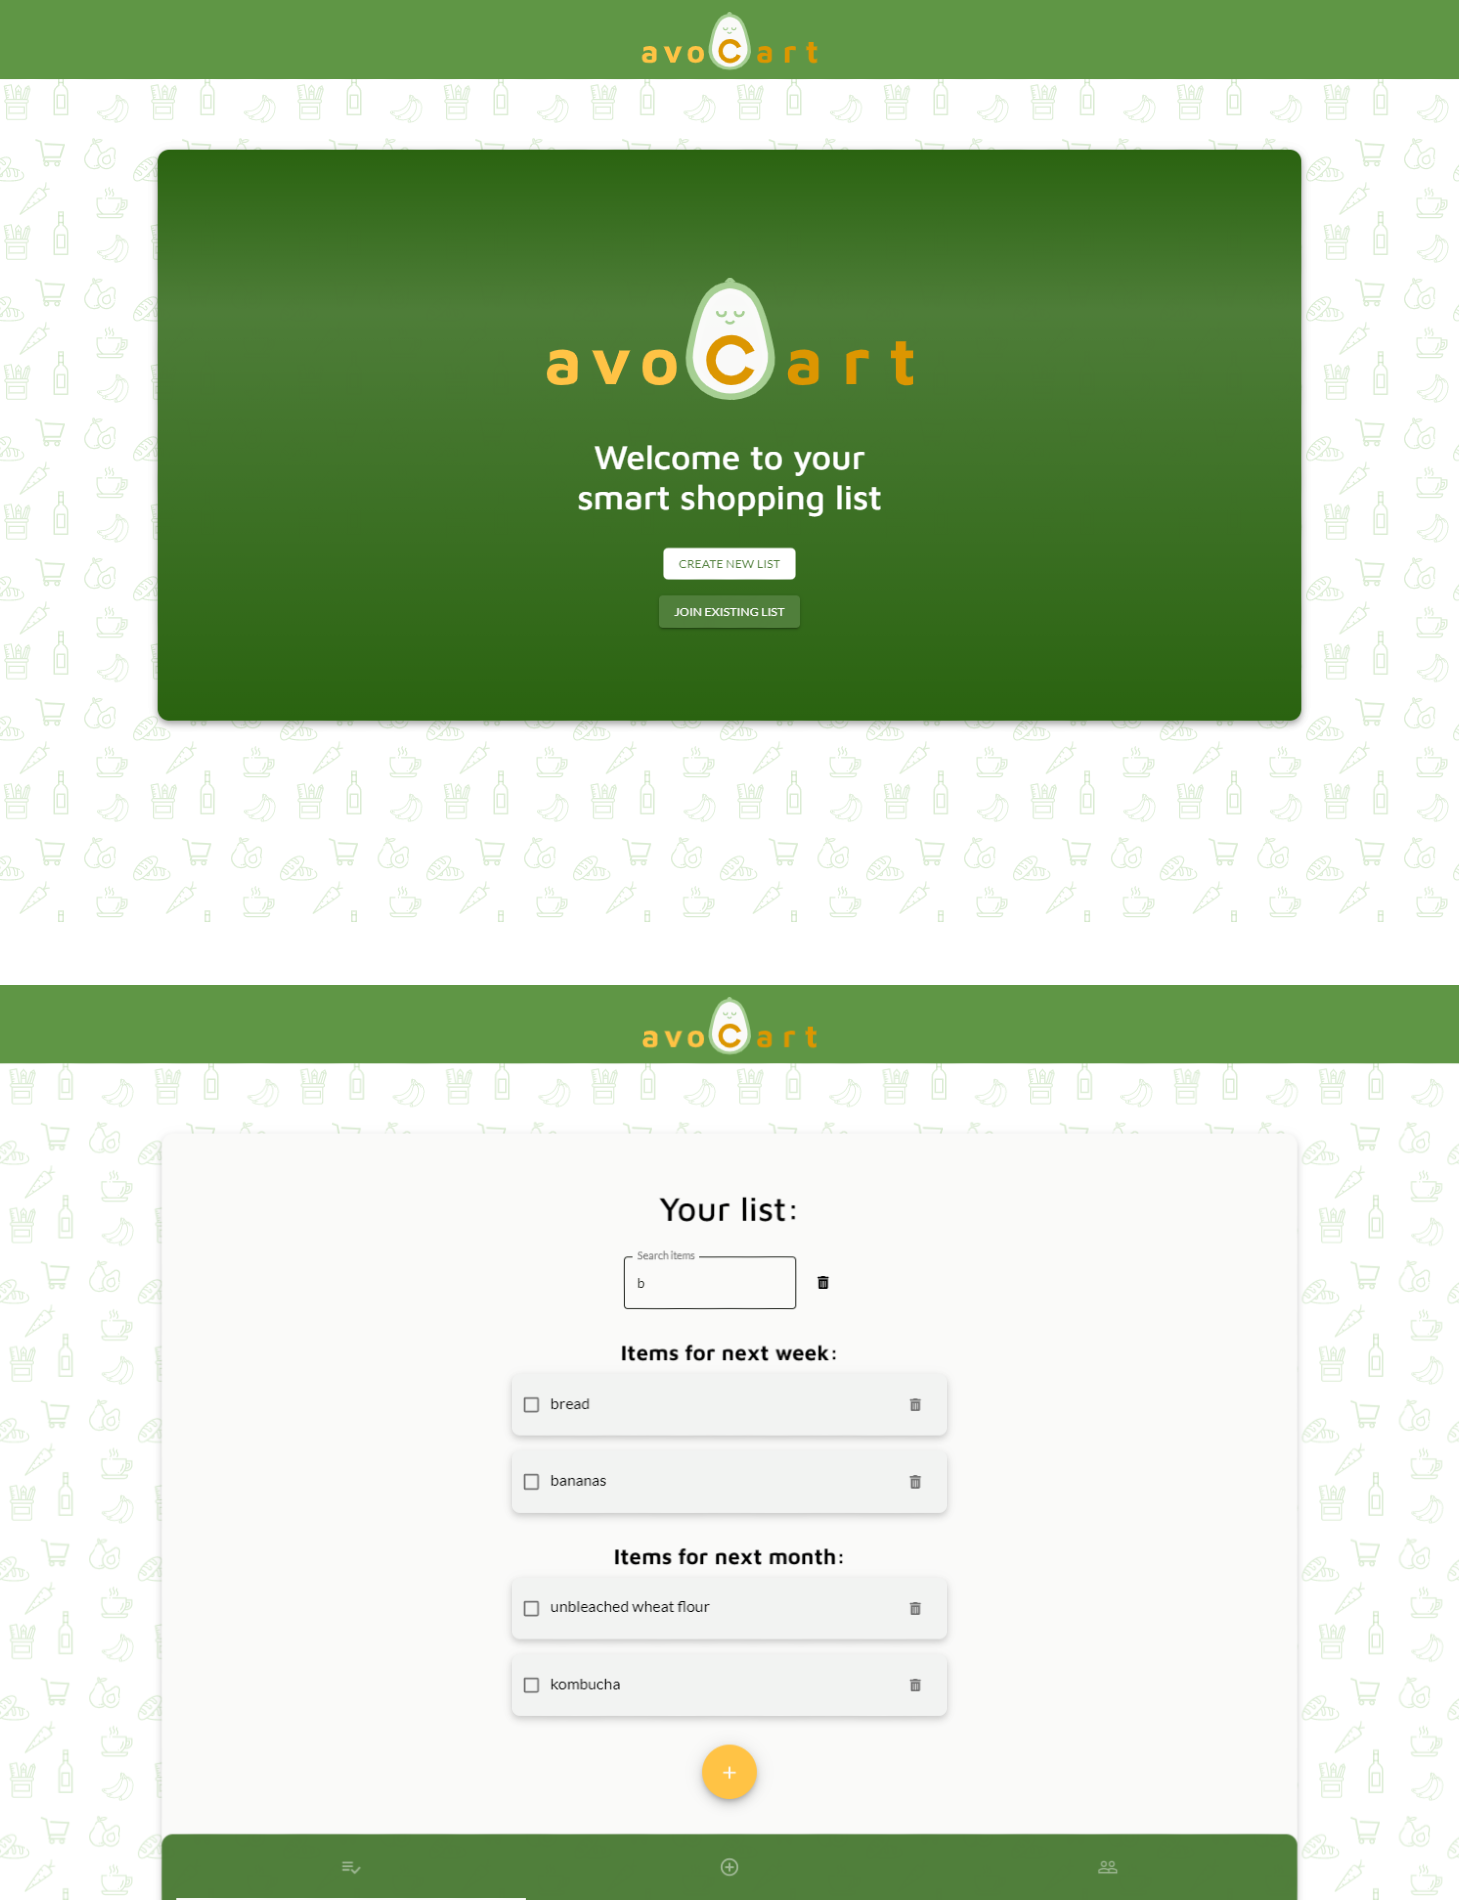 avoCart
avoCart
Welcome to your
smart shopping list
CREATE NEW LIST
JOIN EXISTING LIST
avoCart
Your list:
Search items
b
Items for next week:
bread
bananas
Items for next month:
unbleached wheat flour
kombucha